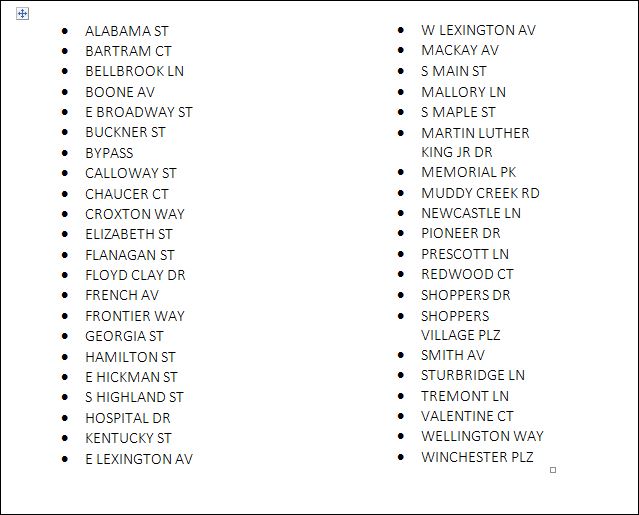 ALABAMA ST
BARTRAM CT
BELLBROOK LN
BOONE AV
E BROADWAY ST
BUCKNER ST
BYPASS
CALLOWAY ST
CHAUCER CT
CROXTON WAY
ELIZABETH ST
FLANAGAN ST
FLOYD CLAY DR
FRENCH AV
FRONTIER WAY
GEORGIA ST
HAMILTON ST
E HICKMAN ST
S HIGHLAND ST
HOSPITAL DR
KENTUCKY ST
E LEXINGTON AV
W LEXINGTON AV
MACKAY AV
S MAIN ST
MALLORY LN
S MAPLE ST
MARTIN LUTHER
KING JR DR
MEMORIAL PK
MUDDY CREEK RD
NEWCASTLE LN
PIONEER DR
PRESCOTT LN
REDWOOD CT
SHOPPERS DR
SHOPPERS
VILLAGE PLZ
SMITH AV
STURBRIDGE LN
TREMONT LN
VALENTINE CT
WELLINGTON WAY
WINCHESTER PLZ